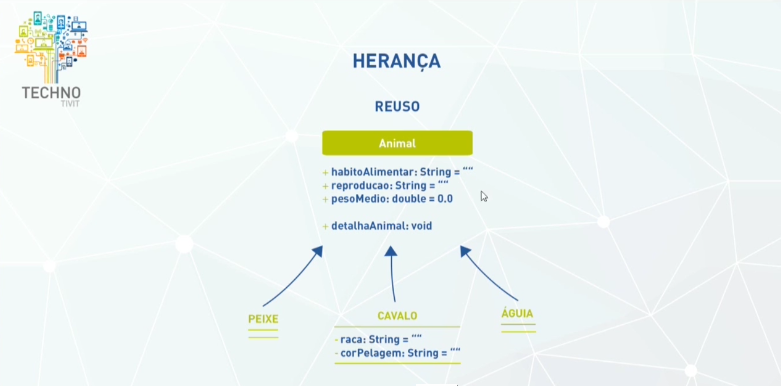 TECHNO
TIVIT
HERANÇA
REUSO
Animal
+ habitoAlimentar: String = ""
+ reproducao: String = ""
+ pesoMedio: double = 0.0
+ detalhaAnimal: void
PEIXE
CAVALO
ÁGUIA
- raca: String = ""
- corPelagem: String = ""